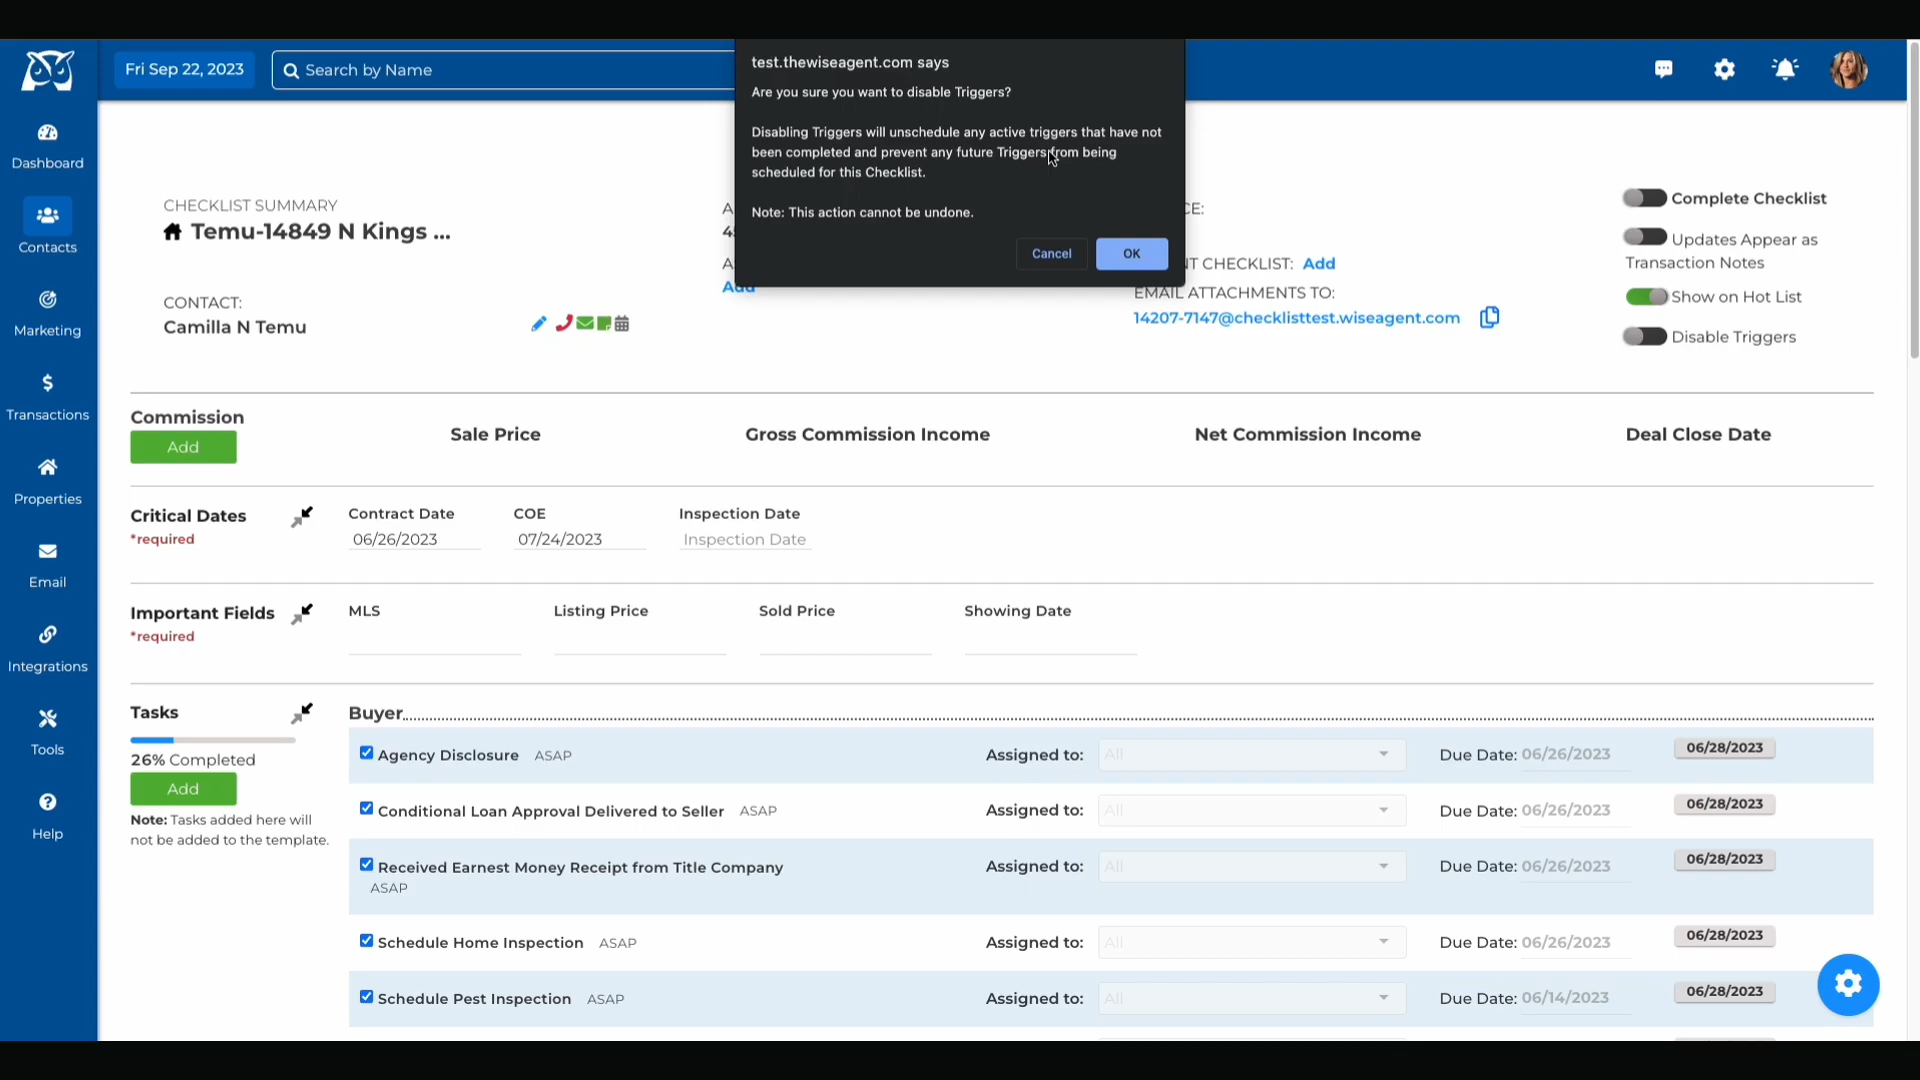 Fri Sep 22, 2023
Search by Name
test.thewiseagent.com says
Are you sure you want to disable Triggers?
Disabling Triggers will unschedule any active triggers that have not
been completed and prevent any future Triggers from being
scheduled for this Checklist.
Note: This action cannot be undone.
Cancel
OK
Dashboard
Contacts
Marketing
Transactions
Properties
Email
Integrations
Tools
Help
CHECKLIST SUMMARY
Temu-14849 N Kings ...
CONTACT:
Camilla N Temu
Add
CHECKLIST: Add
EMAIL ATTACHMENTS TO:
14207-7147@checklisttest.wiseagent.com
Complete Checklist
Updates Appear as
Transaction Notes
Show on Hot List
Disable Triggers
Commission
Add
Sale Price
Gross Commission Income
Net Commission Income
Deal Close Date
Critical Dates
*required
Contract Date
06/26/2023
COE
07/24/2023
Inspection Date
Inspection Date
Important Fields
*required
MLS
Listing Price
Sold Price
Showing Date
Tasks
26% Completed
Add
Note: Tasks added here will
not be added to the template.
Buyer
Agency Disclosure ASAP Assigned to: All Due Date: 06/26/2023 06/28/2023
Conditional Loan Approval Delivered to Seller ASAP Assigned to: All Due Date: 06/26/2023 06/28/2023
Received Earnest Money Receipt from Title Company Assigned to: All Due Date: 06/26/2023 06/28/2023
ASAP
Schedule Home Inspection ASAP Assigned to: All Due Date: 06/26/2023 06/28/2023
Schedule Pest Inspection ASAP Assigned to: All Due Date: 06/14/2023 06/28/2023